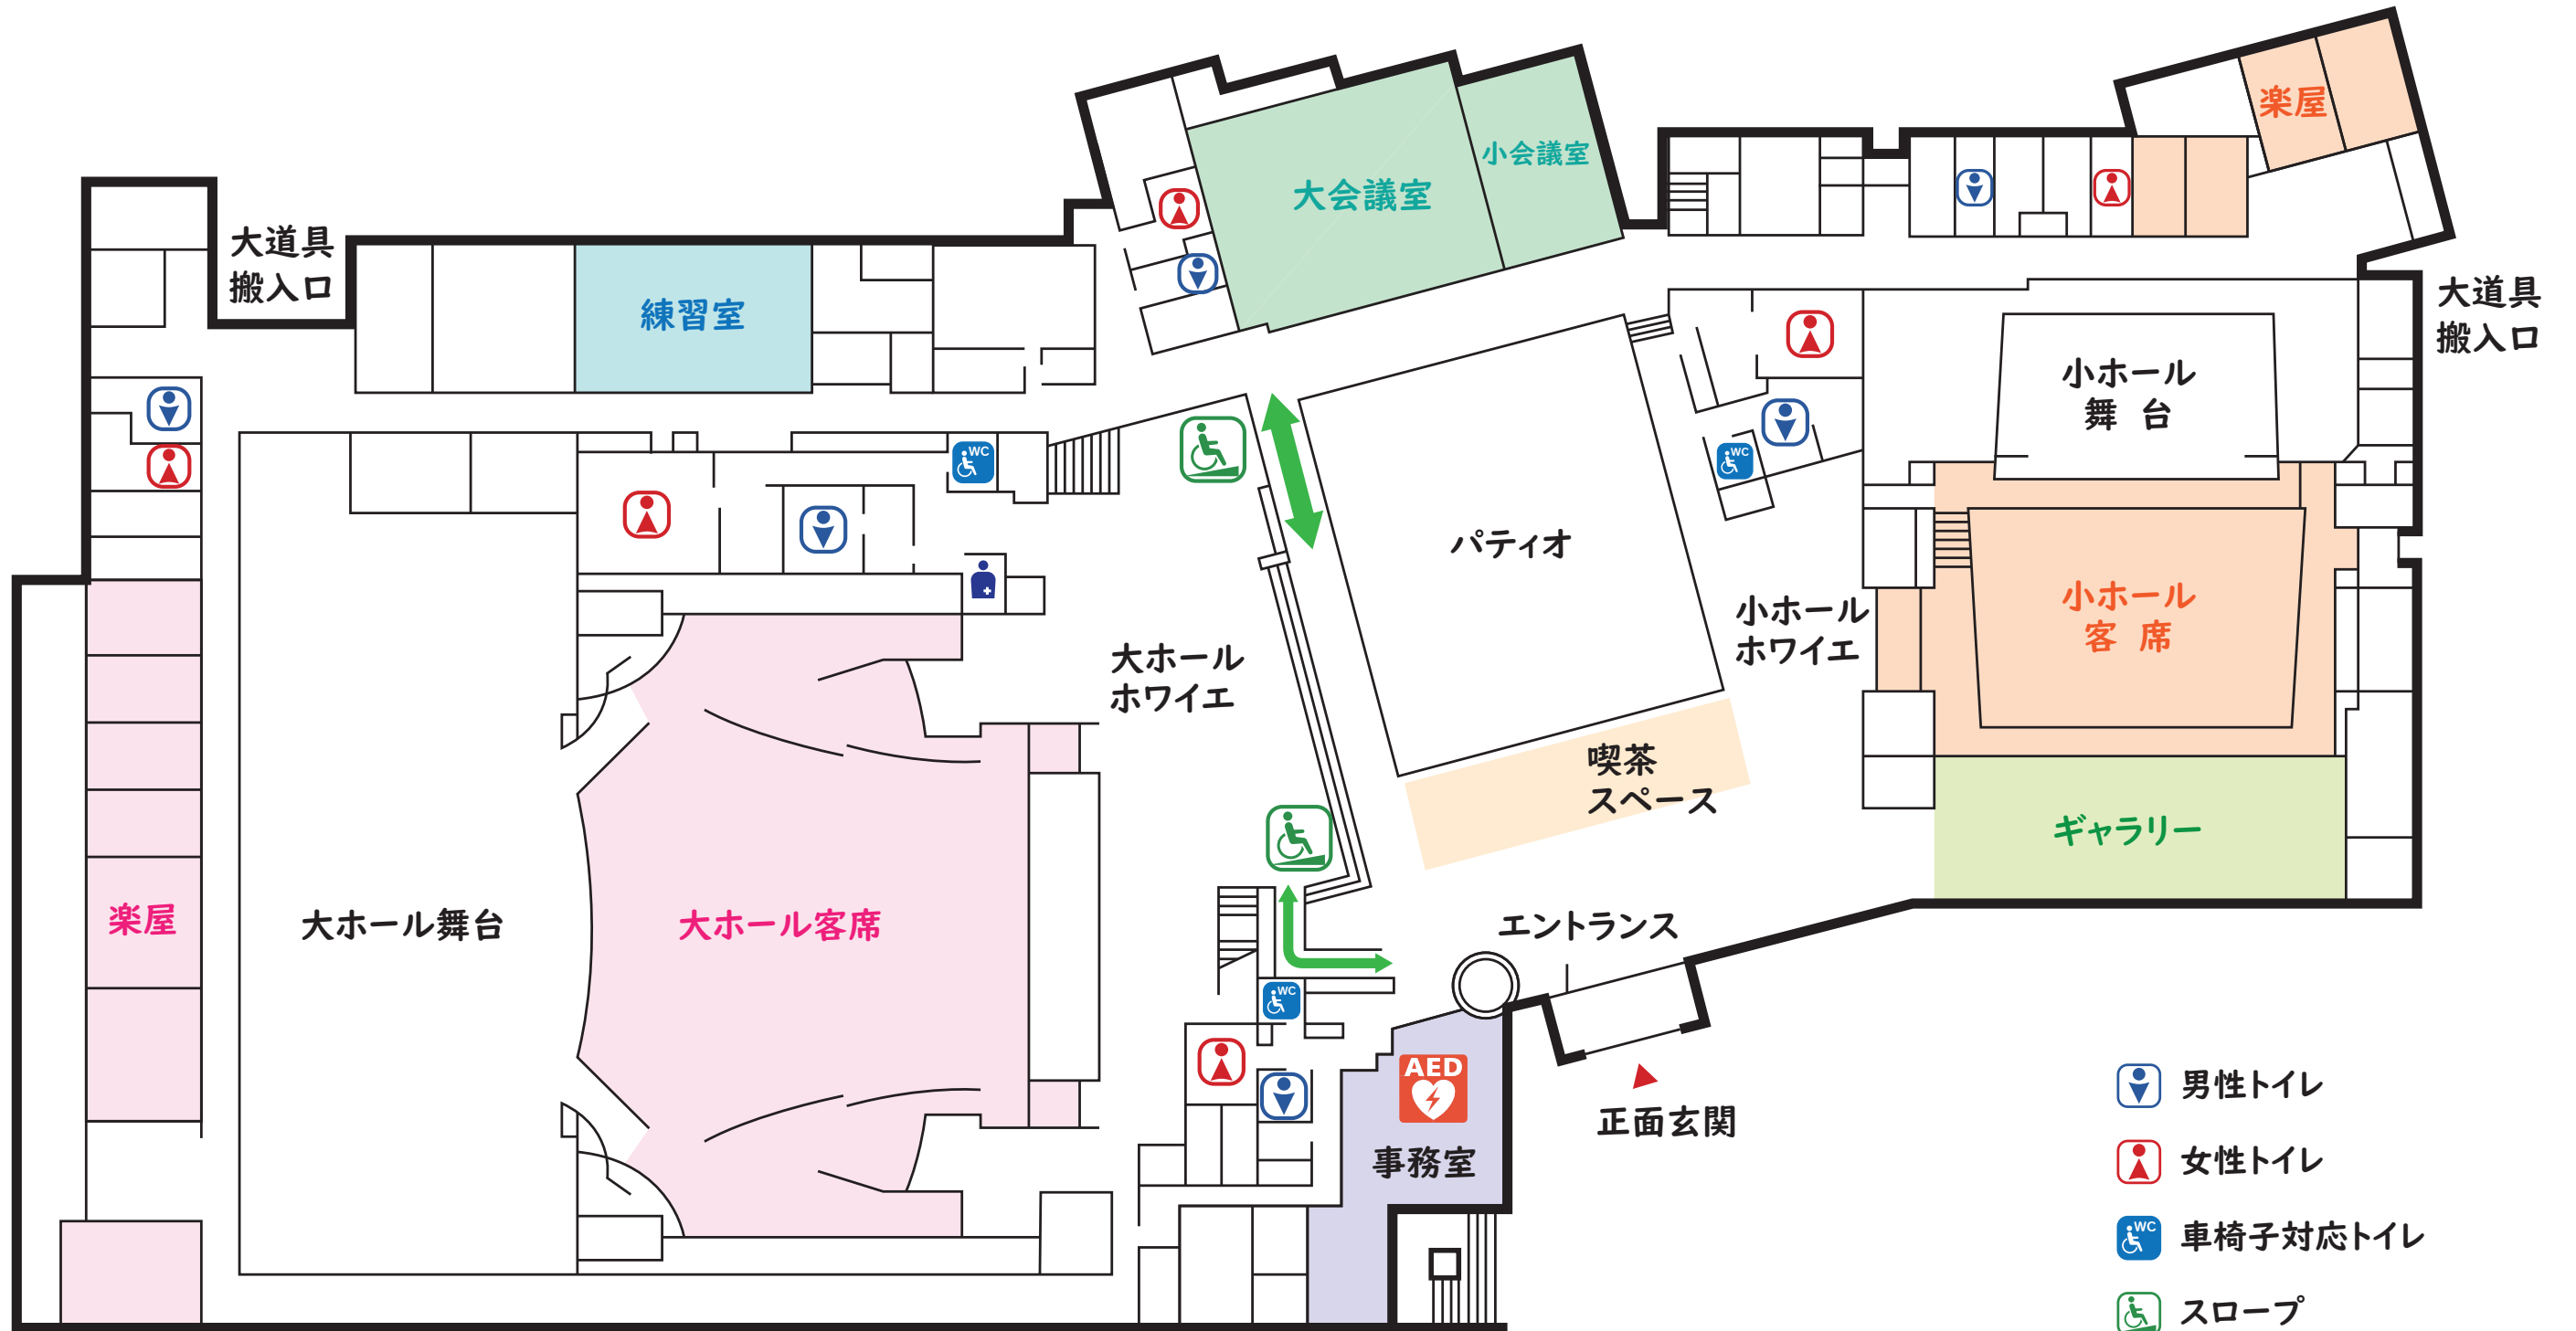 楽屋
小会議室
大会議室
大道具
搬入口
練習室
大道具
搬入口
小ホール
舞 台
WC
WC
パティオ
小ホール
ホワイエ
小ホール
客 席
大ホール
ホワイエ
喫茶
スペース
ギャラリー
楽屋
大ホール舞台
大ホール客席
エントランス
WC
AED
正面玄関
事務室
男性トイレ
女性トイレ
WC
車椅子対応トイレ
スロープ